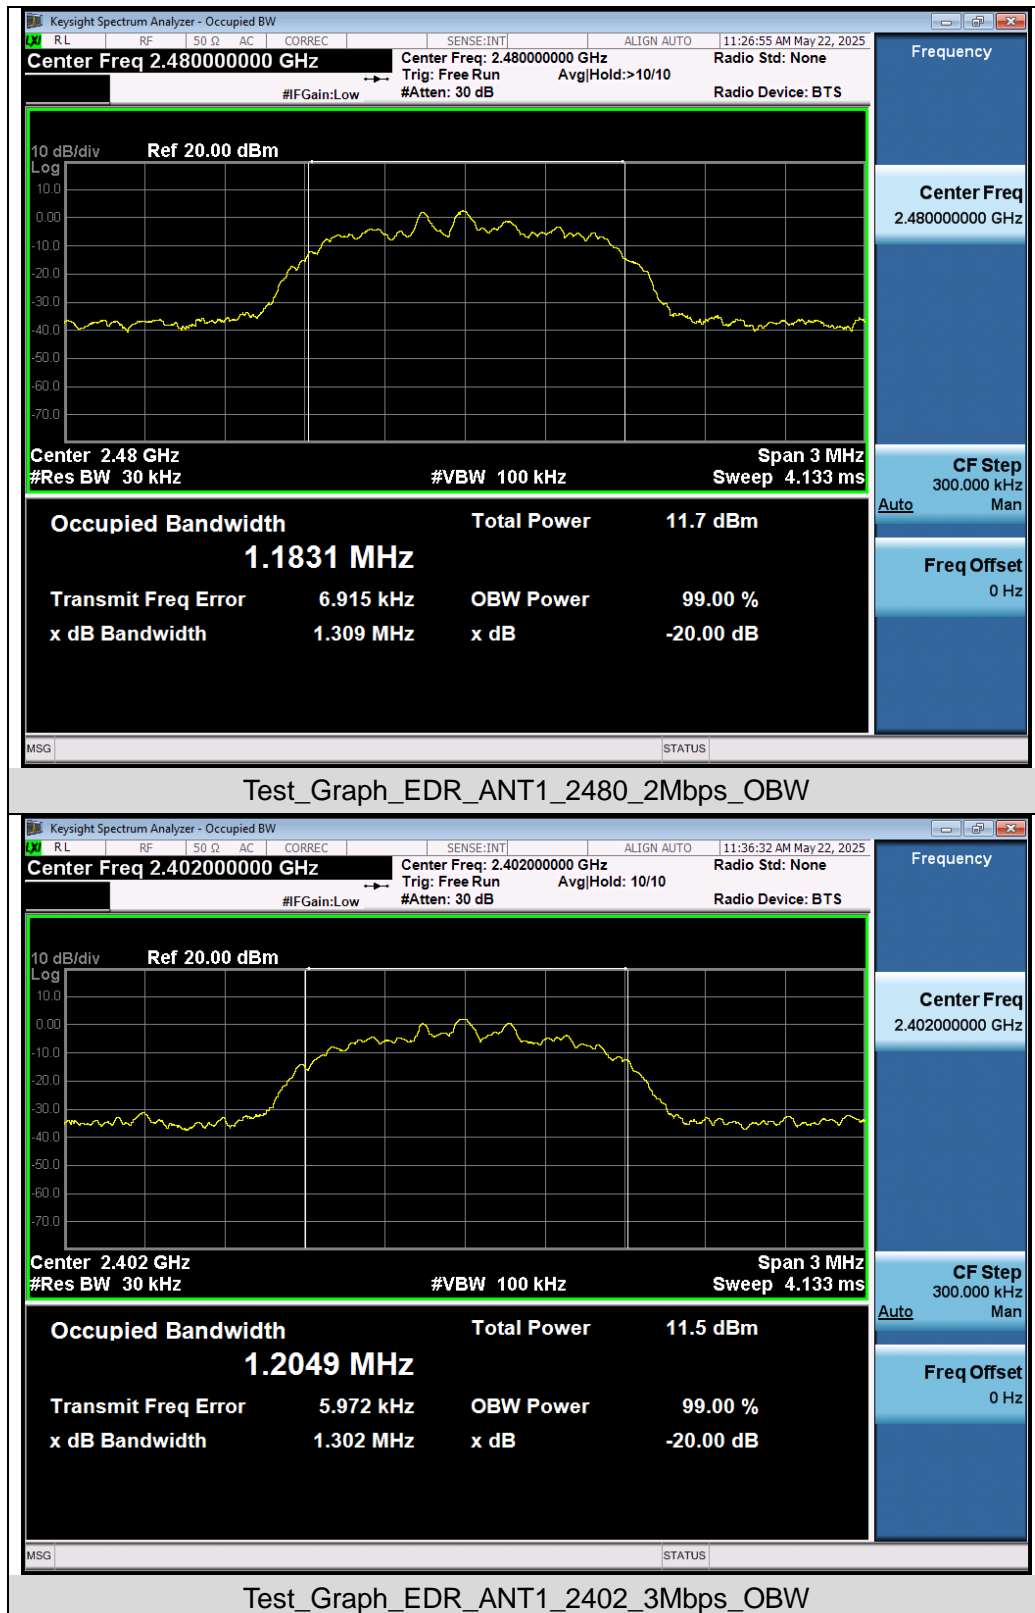 Keysight Spectrum Analyzer - Occupied BW
LXI RL RF 50 Ω AC CORREC SENSE:INT ALIGN AUTO 11:26:55 AM May 22, 2025
Center Freq 2.480000000 GHz
Center Freq: 2.480000000 GHz
Radio Std: None
Trig: Free Run Avg|Hold:>10/10
#IFGain:Low
#Atten: 30 dB
Radio Device: BTS
10 dB/div Ref 20.00 dBm
Log
10.0
0.00
-10.0
-20.0
-30.0
-40.0
-50.0
-60.0
-70.0
Center 2.48 GHz
Span 3 MHz
#Res BW 30 kHz
#VBW 100 kHz
Sweep 4.133 ms
Occupied Bandwidth
Total Power 11.7 dBm
1.1831 MHz
Transmit Freq Error 6.915 kHz
OBW Power 99.00 %
x dB Bandwidth 1.309 MHz
x dB -20.00 dB
MSG
STATUS
Frequency
Center Freq
2.480000000 GHz
CF Step
300.000 kHz
Auto Man
Freq Offset
0 Hz
Test_Graph_EDR_ANT1_2480_2Mbps_OBW
Keysight Spectrum Analyzer - Occupied BW
LXI RL RF 50 Ω AC CORREC SENSE:INT ALIGN AUTO 11:36:32 AM May 22, 2025
Center Freq 2.402000000 GHz
Center Freq: 2.402000000 GHz
Radio Std: None
Trig: Free Run Avg|Hold: 10/10
#IFGain:Low
#Atten: 30 dB
Radio Device: BTS
10 dB/div Ref 20.00 dBm
Log
10.0
0.00
-10.0
-20.0
-30.0
-40.0
-50.0
-60.0
-70.0
Center 2.402 GHz
Span 3 MHz
#Res BW 30 kHz
#VBW 100 kHz
Sweep 4.133 ms
Occupied Bandwidth
Total Power 11.5 dBm
1.2049 MHz
Transmit Freq Error 5.972 kHz
OBW Power 99.00 %
x dB Bandwidth 1.302 MHz
x dB -20.00 dB
MSG
STATUS
Frequency
Center Freq
2.402000000 GHz
CF Step
300.000 kHz
Auto Man
Freq Offset
0 Hz
Test_Graph_EDR_ANT1_2402_3Mbps_OBW